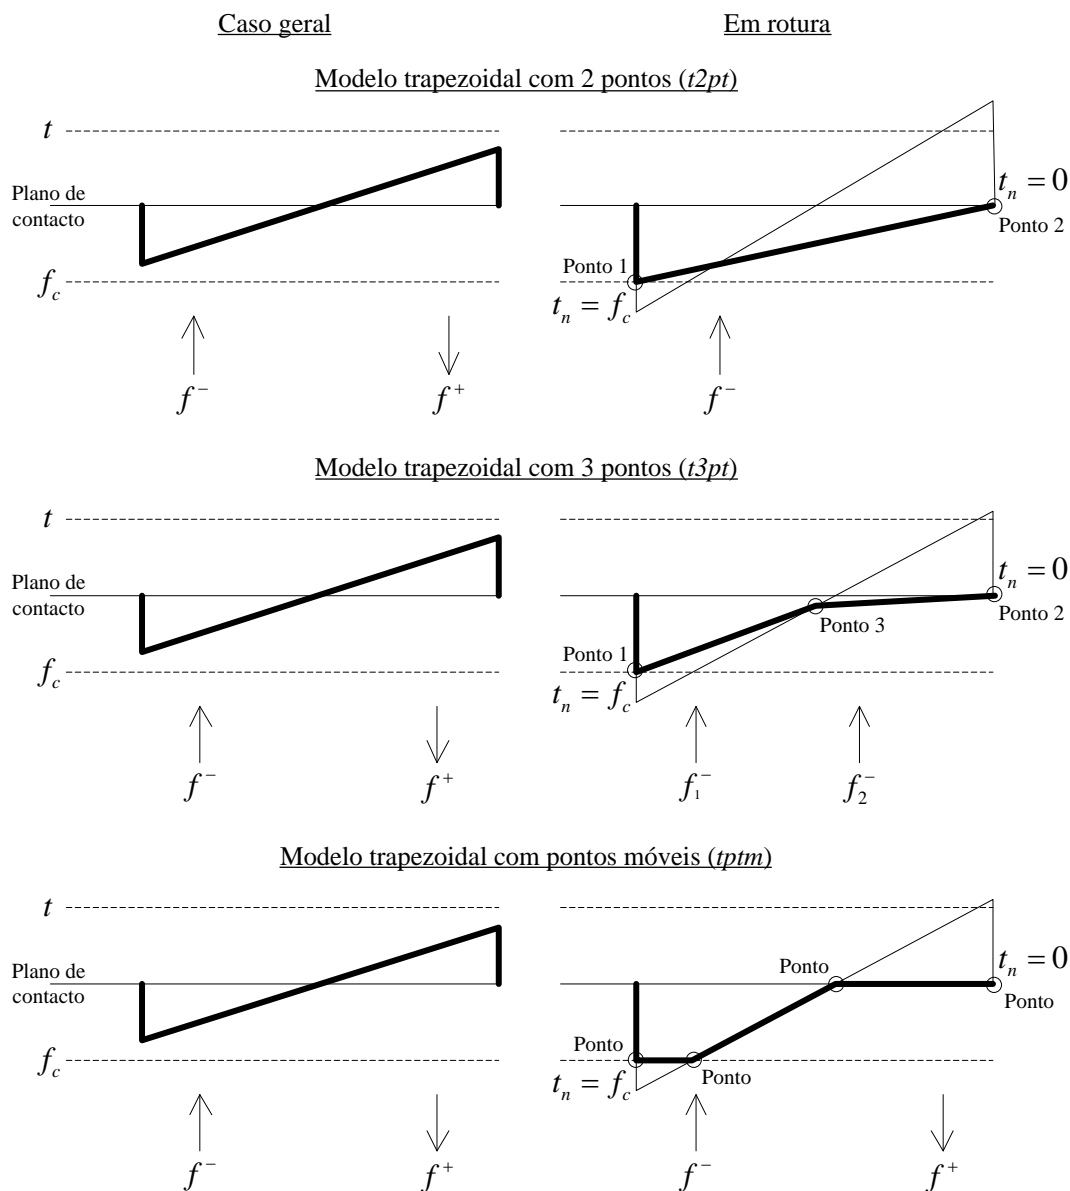 Caso geral
Em rotura
Modelo trapezoidal com 2 pontos (t2pt)
t
Plano de
contacto
f_c
f^-
f^+
t_n = 0
Ponto 2
Ponto 1
t_n = f_c
f^-
Modelo trapezoidal com 3 pontos (t3pt)
t
Plano de
contacto
f_c
f^-
f^+
t_n = 0
Ponto 2
Ponto 3
Ponto 1
t_n = f_c
f_1^-
f_2^-
Modelo trapezoidal com pontos móveis (tptm)
t
Plano de
contacto
f_c
f^-
f^+
Ponto
t_n = 0
Ponto
Ponto
Ponto
t_n = f_c
f^-
f^+